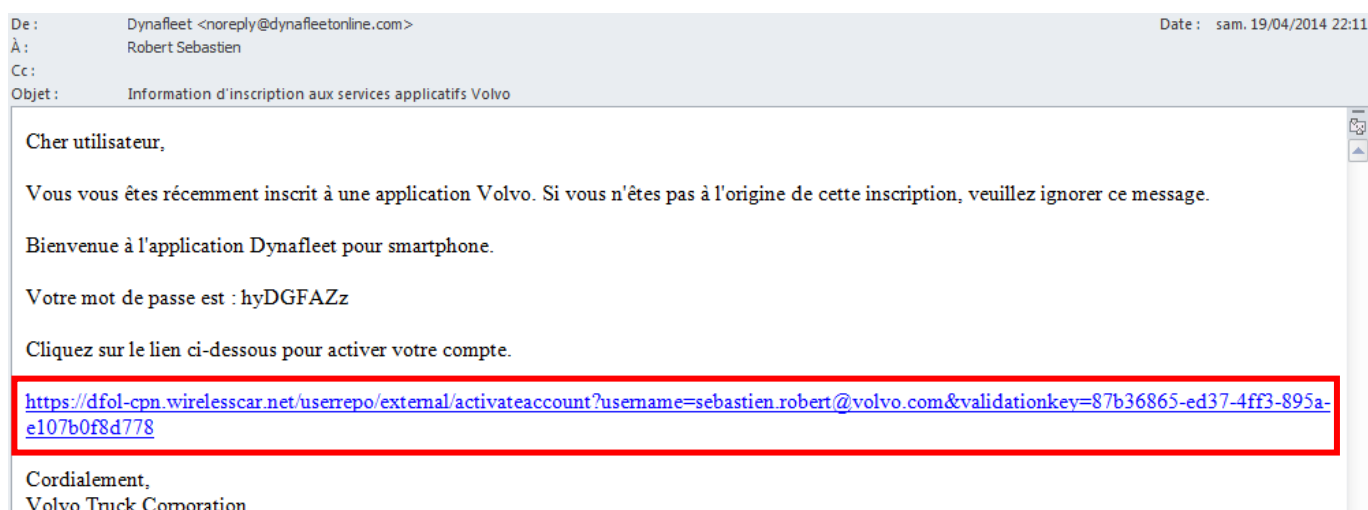 De : Dynafleet <noreply@dynafleetonline.com> Date : sam. 19/04/2014 22:11
À : Robert Sebastien
Cc :
Objet : Information d'inscription aux services applicatifs Volvo
Cher utilisateur,
Vous vous êtes récemment inscrit à une application Volvo. Si vous n'êtes pas à l'origine de cette inscription, veuillez ignorer ce message.
Bienvenue à l'application Dynafleet pour smartphone.
Votre mot de passe est : hyDGFAZz
Cliquez sur le lien ci-dessous pour activer votre compte.
https://dfol-cpn.wirelesscar.net/userrepo/external/activateaccount?username=sebastien.robert@volvo.com&validationkey=87b36865-ed37-4ff3-895a-
e107b0f8d778
Cordialement,
Volvo Truck Corporation